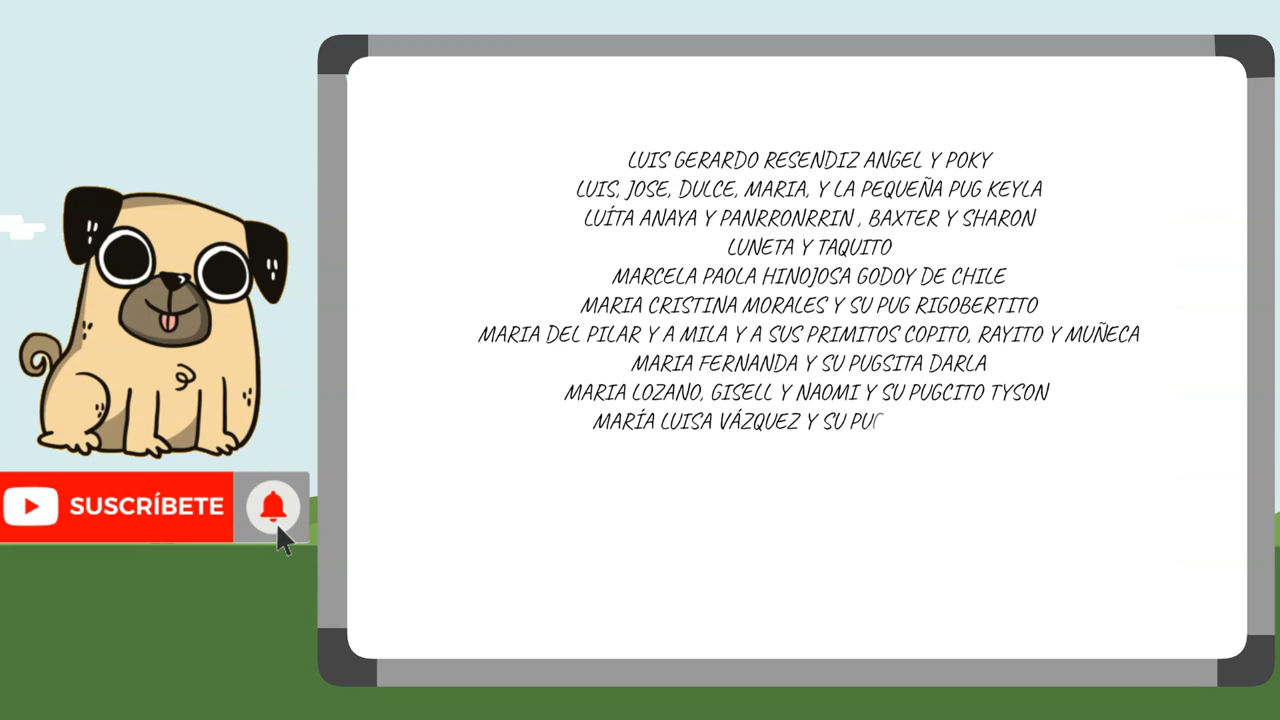 LUIS GERARDO RESENDIZ ANGEL Y POKY
LUIS, JOSE, DULCE, MARIA, Y LA PEQUEÑA PUG KEYLA
LUÍTA ANAYA Y PANRRONRRIN , BAXTER Y SHARON
LUNETA Y TAQUITO
MARCELA PAOLA HINOJOSA GODOY DE CHILE
MARIA CRISTINA MORALES Y SU PUG RIGOBERTITO
MARIA DEL PILAR Y A MILA Y A SUS PRIMITOS COPITO, RAYITO Y MUÑECA
MARIA FERNANDA Y SU PUGSITA DARLA
MARIA LOZANO, GISELL Y NAOMI Y SU PUGCITO TYSON
MARÍA LUISA VÁZQUEZ Y SU
SUSCRÍBETE